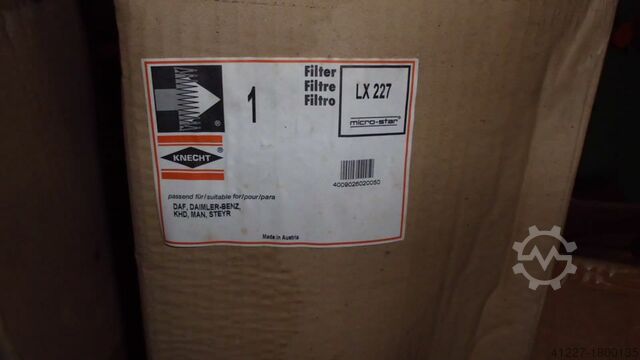 Filter
Filtre
Filtro
1
LX 227
micro-star®
®
KNECHT
4009026020050
passend für/suitable for/pour/para
DAF, DAIMLER-BENZ,
KHD, MAN, STEYR
Made in Austria